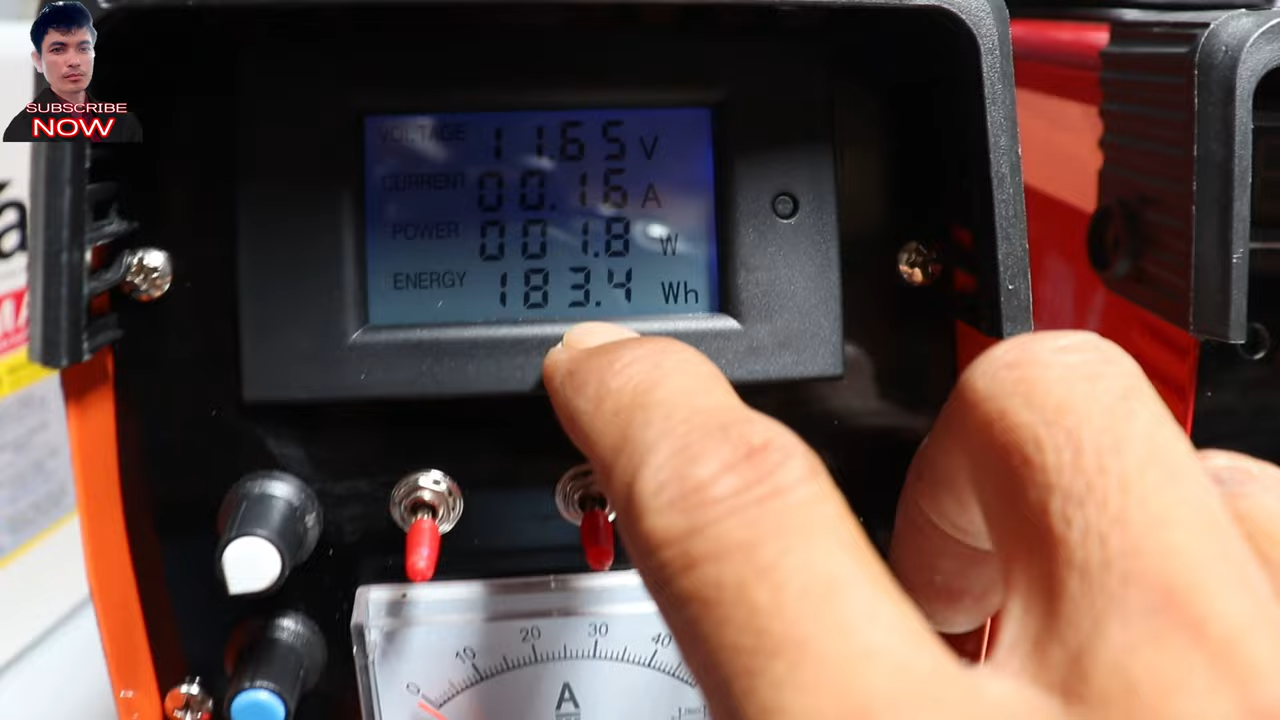 SUBSCRIBE
NOW
VOLTAGE 11.65 V
CURRENT 00.16 A
POWER 001.8 W
ENERGY 183.4 Wh
0 10 20 30 40
A